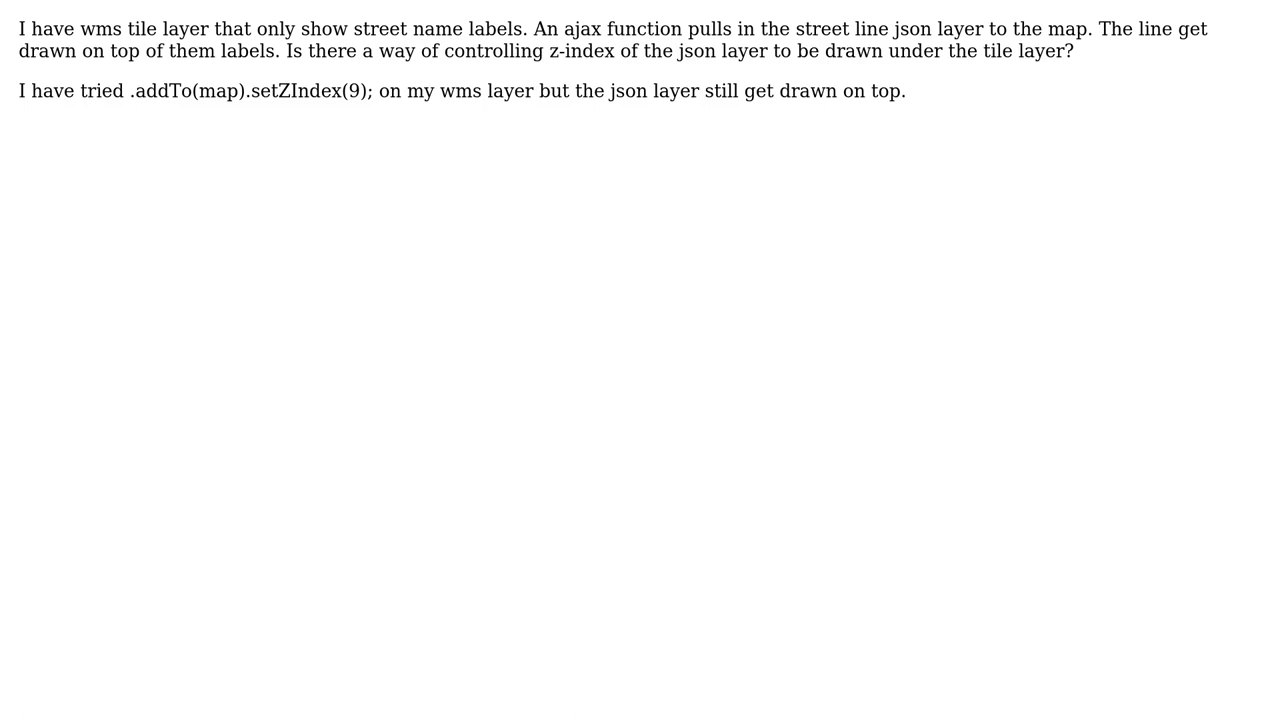 I have wms tile layer that only show street name labels. An ajax function pulls in the street line json layer to the map. The line get
drawn on top of them labels. Is there a way of controlling z-index of the json layer to be drawn under the tile layer?
I have tried .addTo(map).setZIndex(9); on my wms layer but the json layer still get drawn on top.